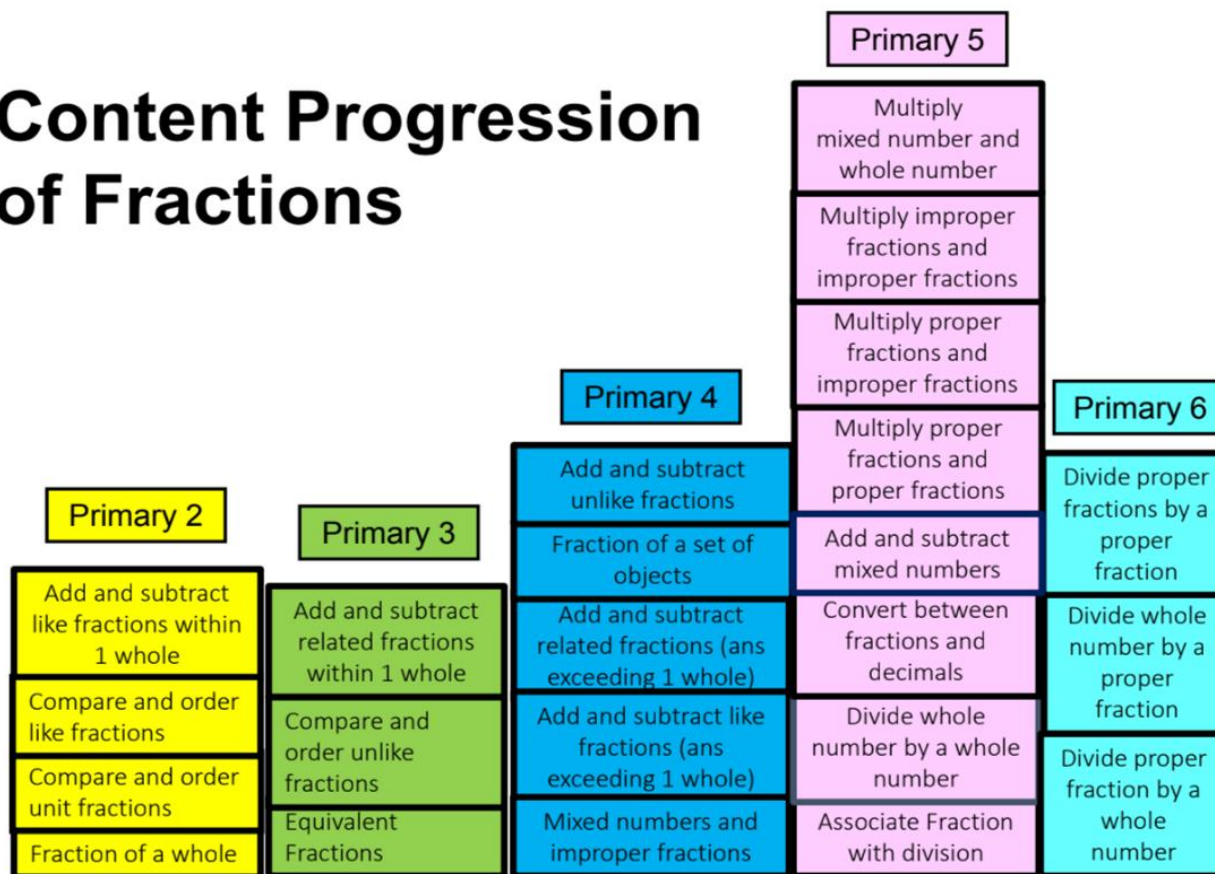 Content Progression
of Fractions
Primary 2
Add and subtract
like fractions within
1 whole
Compare and order
like fractions
Compare and order
unit fractions
Fraction of a whole
Primary 3
Add and subtract
related fractions
within 1 whole
Compare and
order unlike
fractions
Equivalent
Fractions
Primary 4
Add and subtract
unlike fractions
Fraction of a set of
objects
Add and subtract
related fractions (ans
exceeding 1 whole)
Add and subtract like
fractions (ans
exceeding 1 whole)
Mixed numbers and
improper fractions
Primary 5
Multiply
mixed number and
whole number
Multiply improper
fractions and
improper fractions
Multiply proper
fractions and
improper fractions
Multiply proper
fractions and
proper fractions
Add and subtract
mixed numbers
Convert between
fractions and
decimals
Divide whole
number by a whole
number
Associate Fraction
with division
Primary 6
Divide proper
fractions by a
proper
fraction
Divide whole
number by a
proper
fraction
Divide proper
fraction by a
whole
number